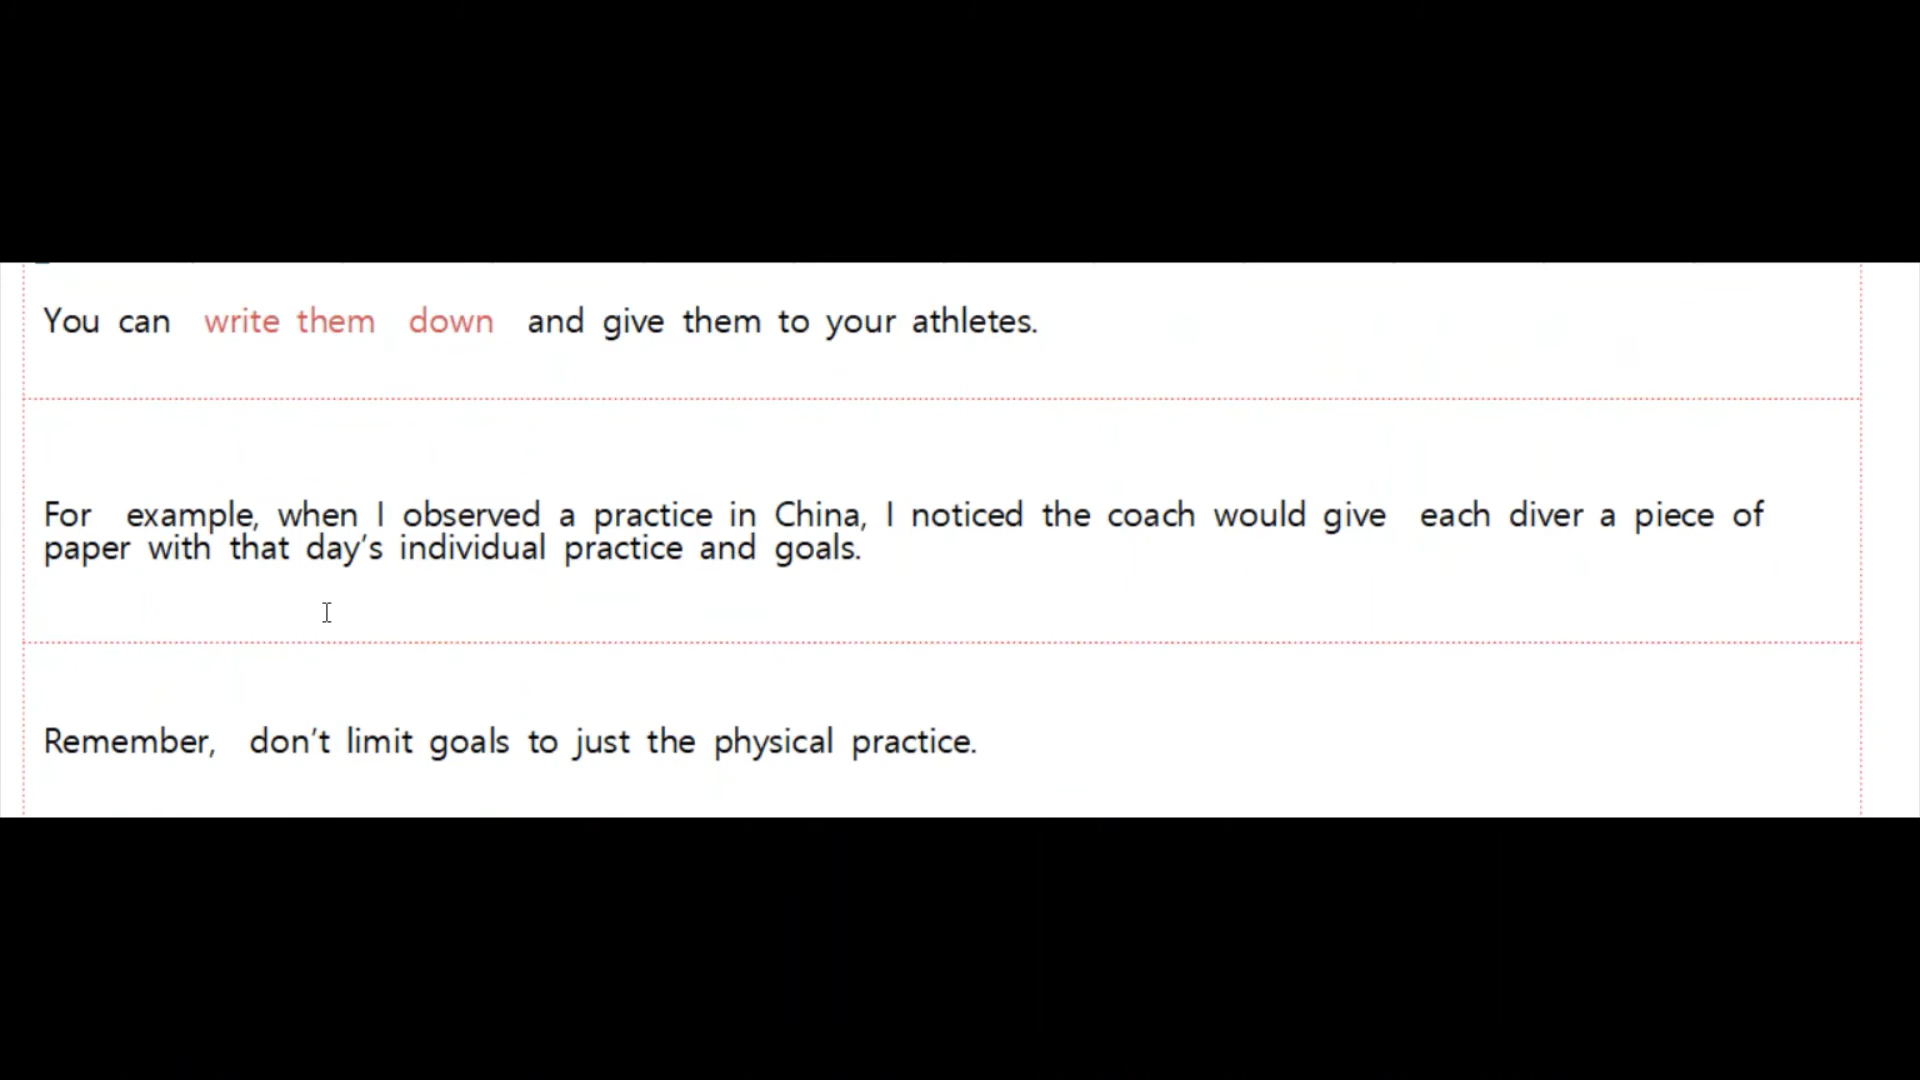 You can write them down and give them to your athletes.
For example, when I observed a practice in China, I noticed the coach would give each diver a piece of
paper with that day’s individual practice and goals.
Remember, don’t limit goals to just the physical practice.